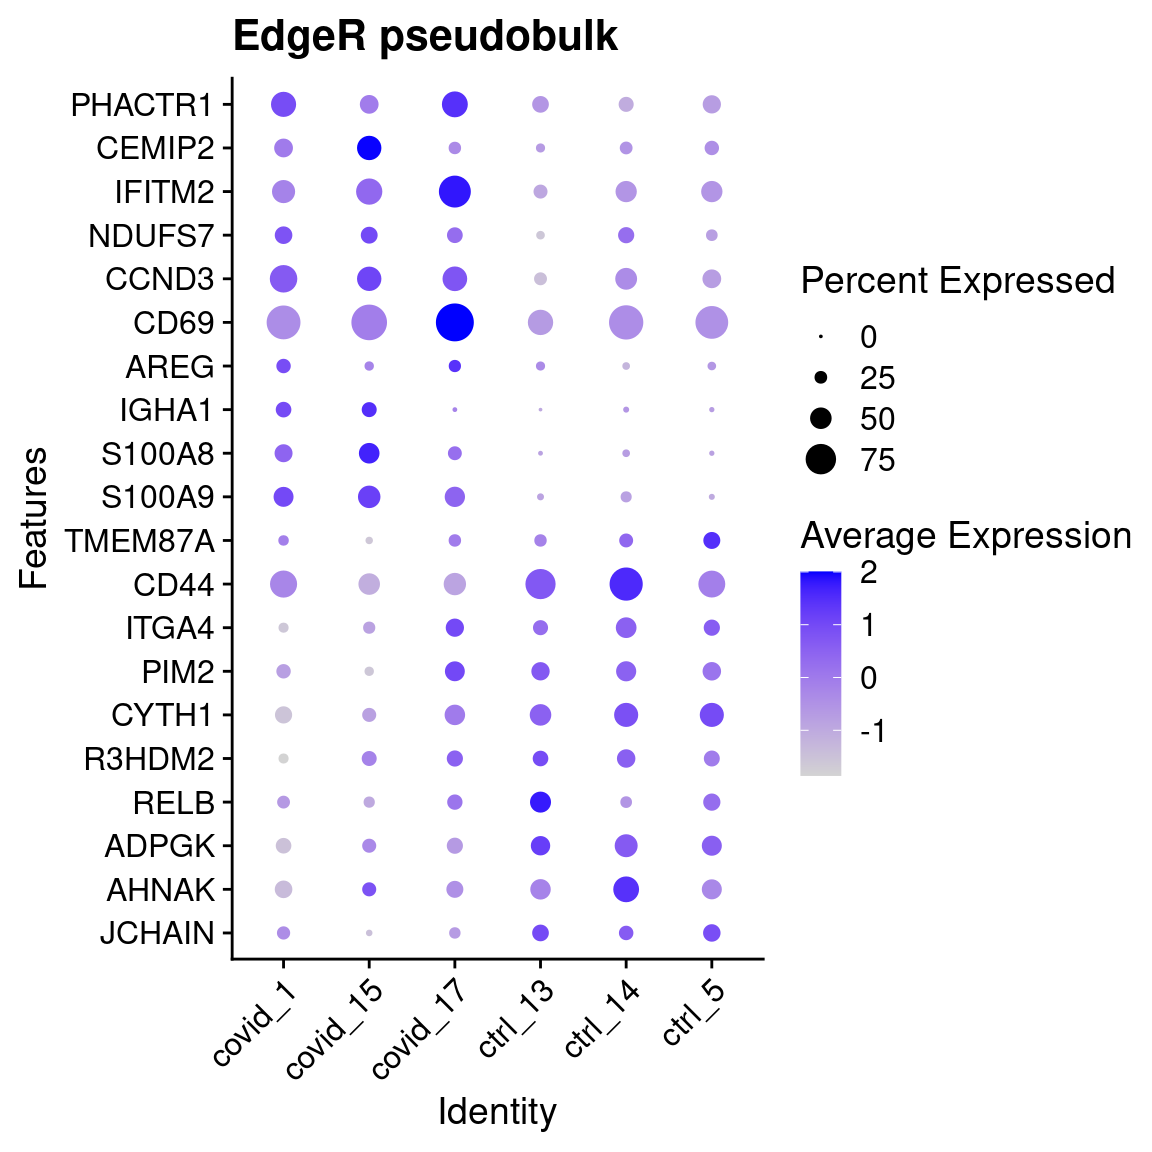 EdgeR pseudobulk
PHACTR1
CEMIP2
IFITM2
NDUFS7
CCND3
CD69
AREG
IGHA1
S100A8
S100A9
TMEM87A
CD44
ITGA4
PIM2
CYTH1
R3HDM2
RELB
ADPGK
AHNAK
JCHAIN
Features
covid_1
covid_15
covid_17
ctrl_13
ctrl_14
ctrl_5
Identity
Percent Expressed
0
25
50
75
Average Expression
2
1
0
-1